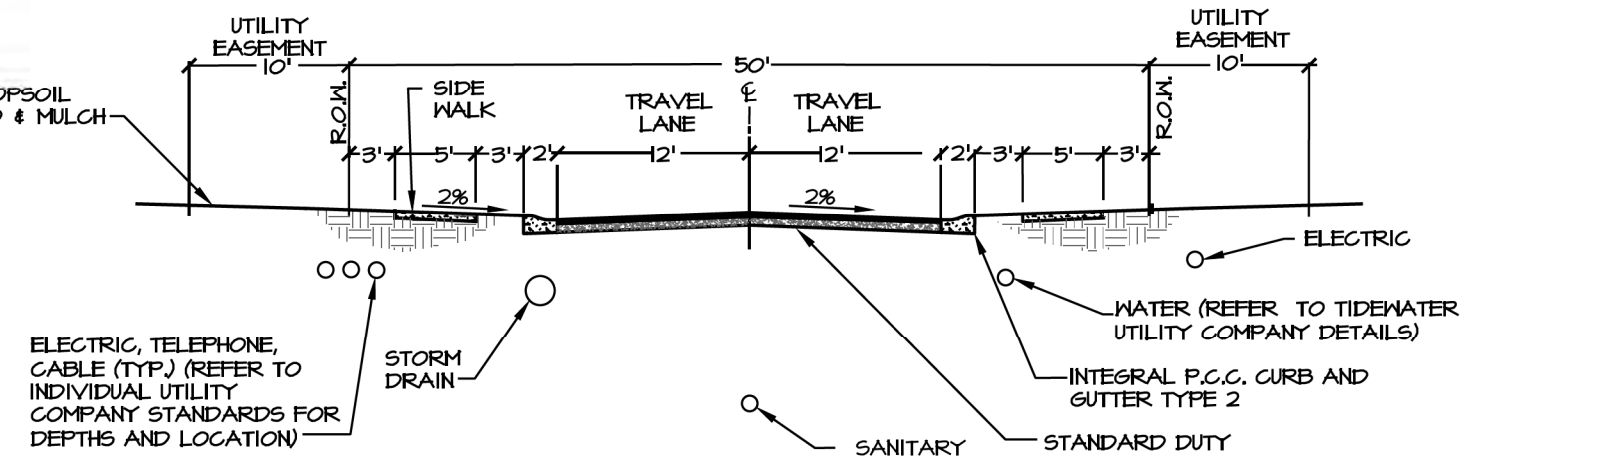 UTILITY
EASEMENT
10'
50'
UTILITY
EASEMENT
10'
& MULCH
R.O.W.
SIDE
WALK
TRAVEL
LANE
℄
TRAVEL
LANE
R.O.W.
3' 5' 3' 2' 12' 12' 2' 3' 5' 3'
2% 2%
ELECTRIC
WATER (REFER TO TIDEWATER
UTILITY COMPANY DETAILS)
ELECTRIC, TELEPHONE,
CABLE (TYP.) (REFER TO
INDIVIDUAL UTILITY
COMPANY STANDARDS FOR
DEPTHS AND LOCATION)
STORM
DRAIN
INTEGRAL P.C.C. CURB AND
GUTTER TYPE 2
SANITARY
STANDARD DUTY